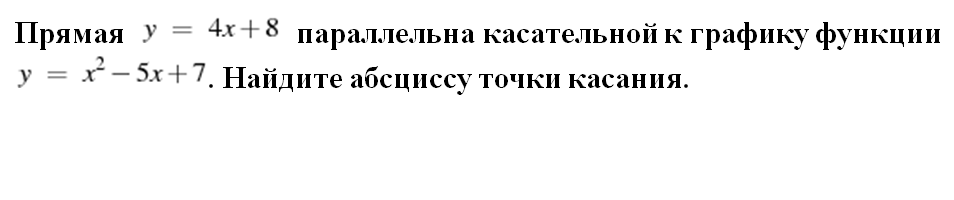 Прямая y = 4x+8 параллельна касательной к графику функции
y = x²−5x+7. Найдите абсциссу точки касания.